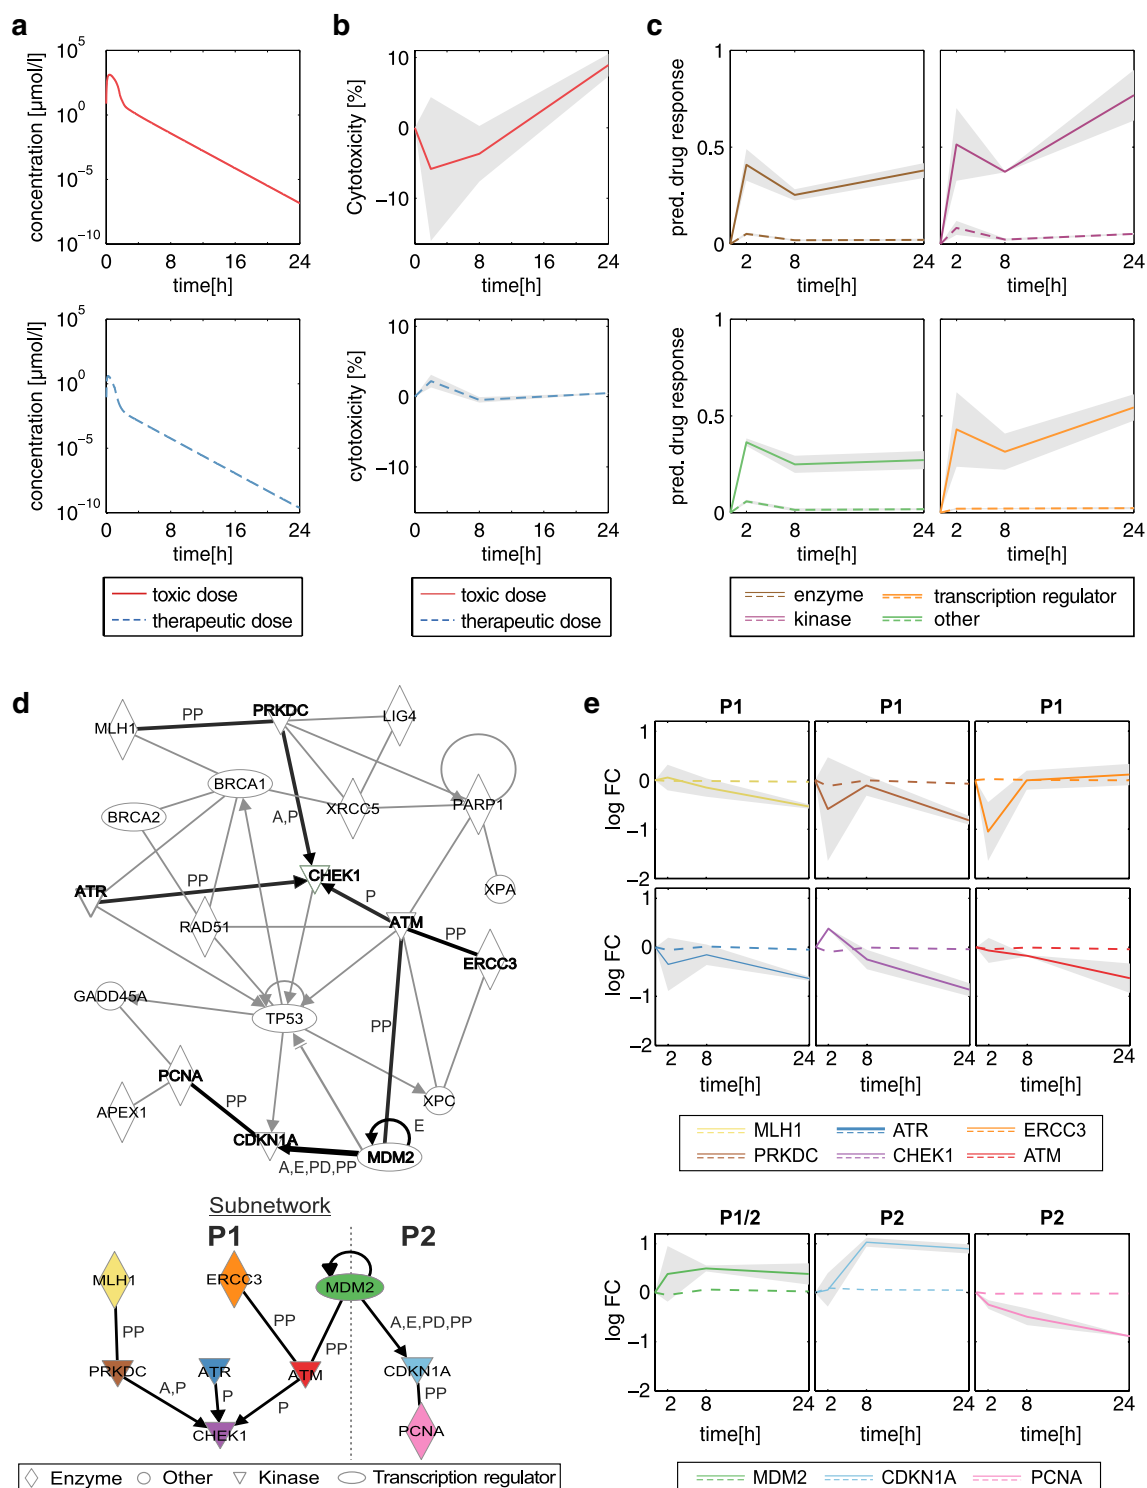 a
b
c
concentration [µmol/l]
10^5
10^0
10^-5
10^-10
0 8 16 24
time[h]
Cytotoxicity [%]
10
0
-10
0 8 16 24
time[h]
pred. drug response
1
0.5
0
2 8 24
time[h]
2 8 24
time[h]
concentration [µmol/l]
10^5
10^0
10^-5
10^-10
0 8 16 24
time[h]
cytotoxicity [%]
10
0
-10
0 8 16 24
time[h]
pred. drug response
1
0.5
0
2 8 24
time[h]
2 8 24
time[h]
toxic dose
therapeutic dose
toxic dose
therapeutic dose
enzyme
transcription regulator
kinase
other
d
MLH1
PP
PRKDC
LIG4
BRCA1
BRCA2
XRCC5
PARP1
A,P
ATR
PP
CHEK1
P
XPA
RAD51
ATM
PP
ERCC3
GADD45A
TP53
PP
PCNA
APEX1
PP
XPC
CDKN1A
E
A,E,PD,PP
MDM2
Subnetwork
P1
P2
MLH1
ERCC3
MDM2
PP
PP
PP
A,E,PD,PP
PRKDC
ATR
ATM
CDKN1A
A,P
P
P
PP
CHEK1
PCNA
Enzyme
Other
Kinase
Transcription regulator
e
P1
P1
P1
log FC
1
0
-1
-2
log FC
1
0
-1
-2
2 8 24
time[h]
2 8 24
time[h]
2 8 24
time[h]
MLH1
ATR
ERCC3
PRKDC
CHEK1
ATM
P1/2
P2
P2
log FC
1
0
-1
-2
2 8 24
time[h]
2 8 24
time[h]
2 8 24
time[h]
MDM2
CDKN1A
PCNA